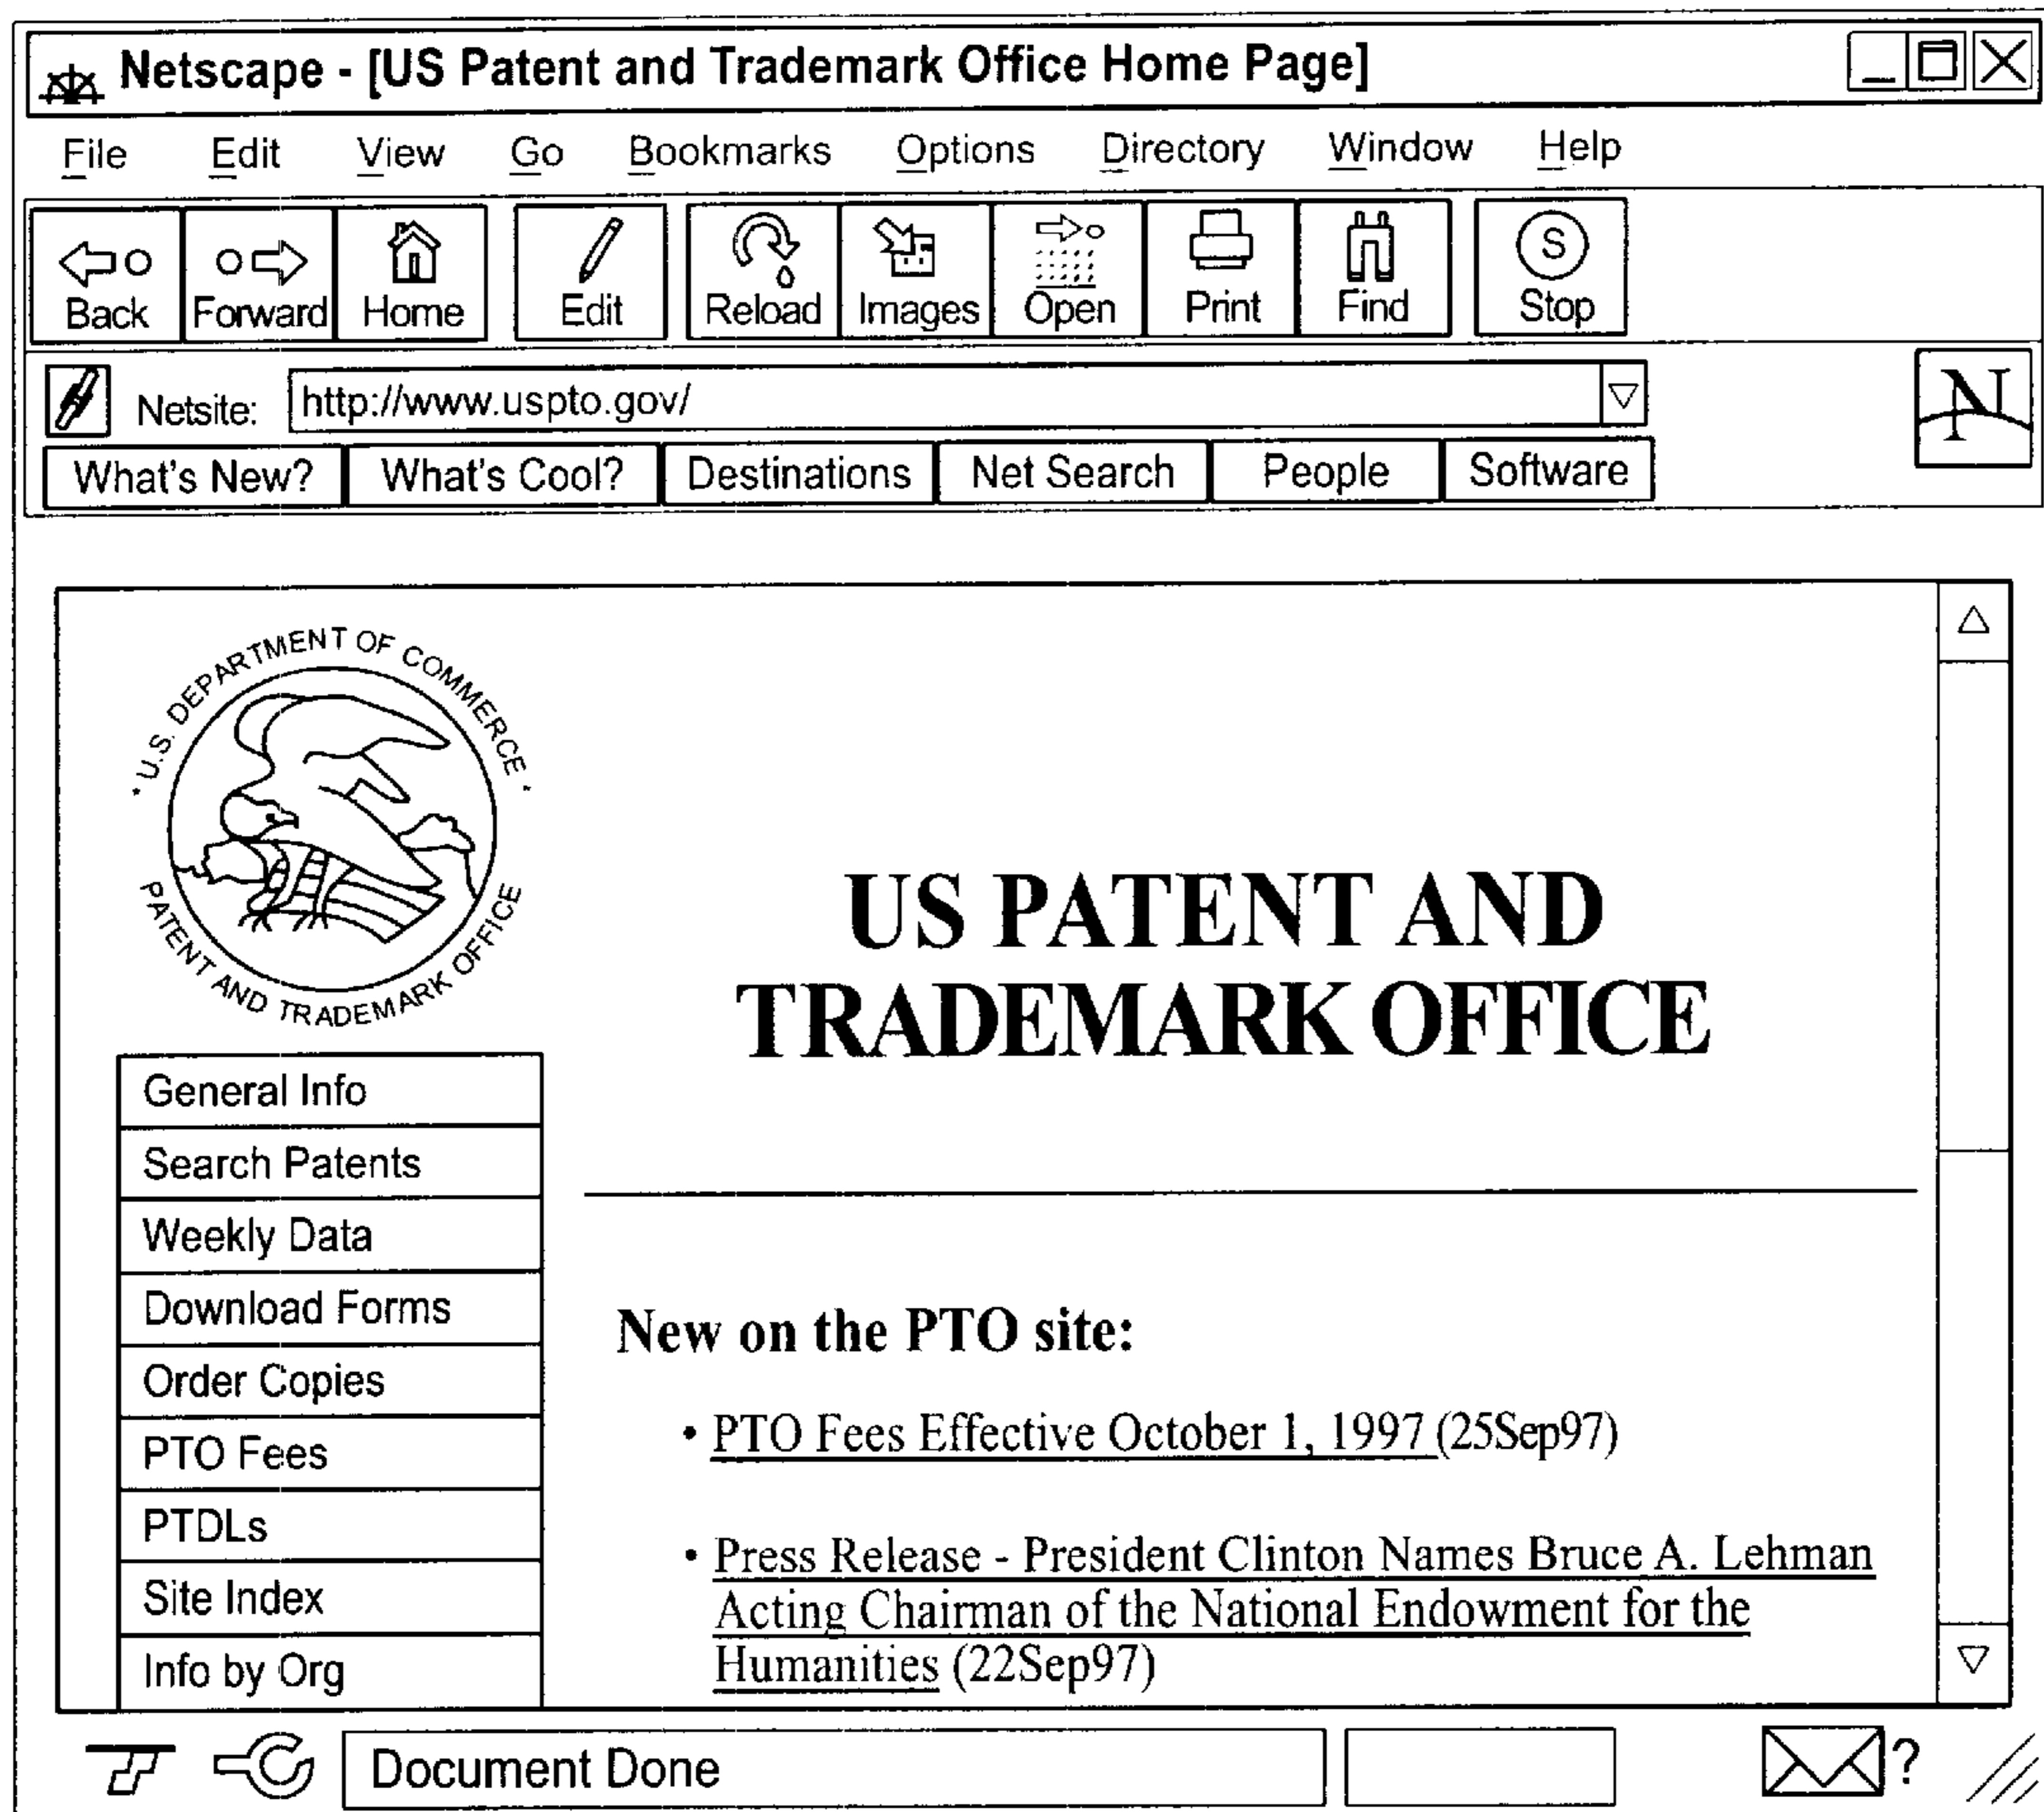 Netscape - [US Patent and Trademark Office Home Page]
File Edit View Go Bookmarks Options Directory Window Help
Back Forward Home Edit Reload Images Open Print Find S Stop
Netsite: http://www.uspto.gov/
N
What's New? What's Cool? Destinations Net Search People Software
U.S. DEPARTMENT OF COMMERCE
PATENT AND TRADEMARK OFFICE
US PATENT AND
TRADEMARK OFFICE
General Info
Search Patents
Weekly Data
Download Forms
Order Copies
PTO Fees
PTDLs
Site Index
Info by Org
New on the PTO site:
• PTO Fees Effective October 1, 1997 (25Sep97)
• Press Release - President Clinton Names Bruce A. Lehman
Acting Chairman of the National Endowment for the
Humanities (22Sep97)
Document Done ?